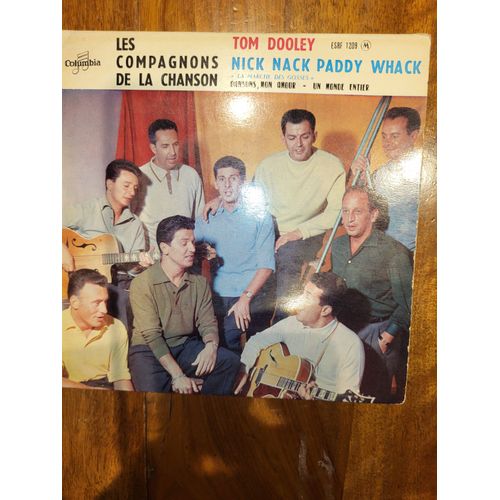 Columbia
LES
COMPAGNONS
DE LA CHANSON
TOM DOOLEY
ESRF 1209 M
NICK NACK PADDY WHACK
« LA MARCHE DES GOSSES »
DANSONS, MON AMOUR - UN MONDE ENTIER